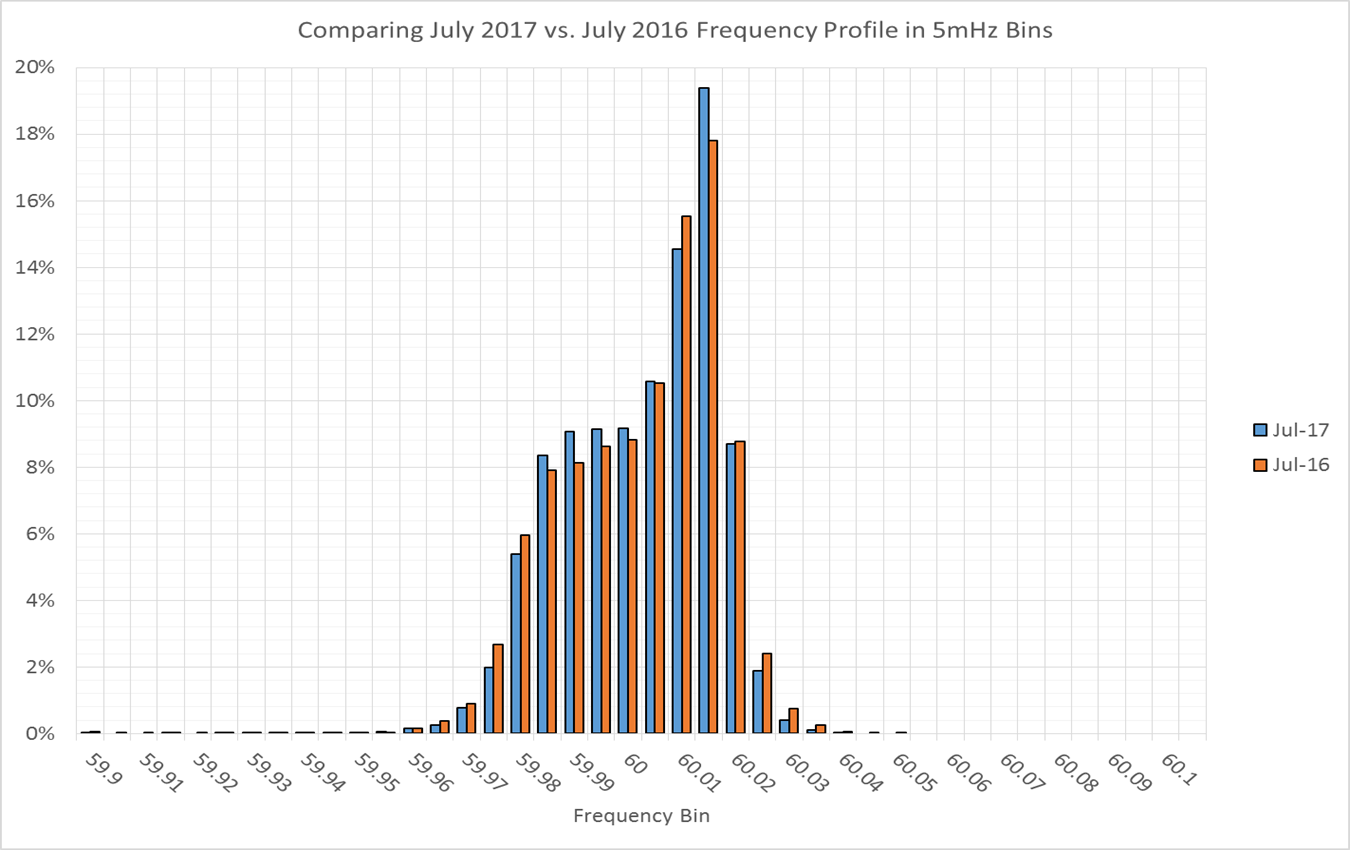 Comparing July 2017 vs. July 2016 Frequency Profile in 5mHz Bins
20%
18%
16%
14%
12%
10%
8%
6%
4%
2%
0%
Jul-17
Jul-16
59.9 59.91 59.92 59.93 59.94 59.95 59.96 59.97 59.98 59.99 60 60.01 60.02 60.03 60.04 60.05 60.06 60.07 60.08 60.09 60.1
Frequency Bin